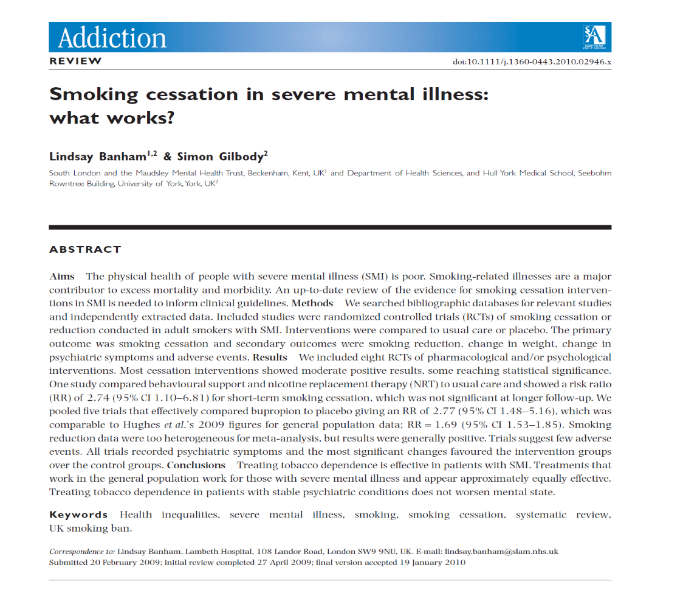 Addiction
REVIEW
doi:10.1111/j.1360-0443.2010.02946.x
Smoking cessation in severe mental illness:
what works?
Lindsay Banham1,2 & Simon Gilbody2
South London and the Maudsley Mental Health Trust, Beckenham, Kent, UK1 and Department of Health Sciences, and Hull York Medical School, Seebohm
Rowntree Building, University of York, York, UK2
ABSTRACT
Aims The physical health of people with severe mental illness (SMI) is poor. Smoking-related illnesses are a major
contributor to excess mortality and morbidity. An up-to-date review of the evidence for smoking cessation interven-
tions in SMI is needed to inform clinical guidelines. Methods We searched bibliographic databases for relevant studies
and independently extracted data. Included studies were randomized controlled trials (RCTs) of smoking cessation or
reduction conducted in adult smokers with SMI. Interventions were compared to usual care or placebo. The primary
outcome was smoking cessation and secondary outcomes were smoking reduction, change in weight, change in
psychiatric symptoms and adverse events. Results We included eight RCTs of pharmacological and/or psychological
interventions. Most cessation interventions showed moderate positive results, some reaching statistical significance.
One study compared behavioural support and nicotine replacement therapy (NRT) to usual care and showed a risk ratio
(RR) of 2.74 (95% CI 1.10–6.81) for short-term smoking cessation, which was not significant at longer follow-up. We
pooled five trials that effectively compared bupropion to placebo giving an RR of 2.77 (95% CI 1.48–5.16), which was
comparable to Hughes et al.'s 2009 figures for general population data; RR = 1.69 (95% CI 1.53–1.85). Smoking
reduction data were too heterogeneous for meta-analysis, but results were generally positive. Trials suggest few adverse
events. All trials recorded psychiatric symptoms and the most significant changes favoured the intervention groups
over the control groups. Conclusions Treating tobacco dependence is effective in patients with SMI. Treatments that
work in the general population work for those with severe mental illness and appear approximately equally effective.
Treating tobacco dependence in patients with stable psychiatric conditions does not worsen mental state.
Keywords Health inequalities, severe mental illness, smoking, smoking cessation, systematic review,
UK smoking ban.
Correspondence to: Lindsay Banham, Lambeth Hospital, 108 Landor Road, London SW9 9NU, UK. E-mail: lindsay.banham@slam.nhs.uk
Submitted 20 February 2009; initial review completed 27 April 2009; final version accepted 19 January 2010